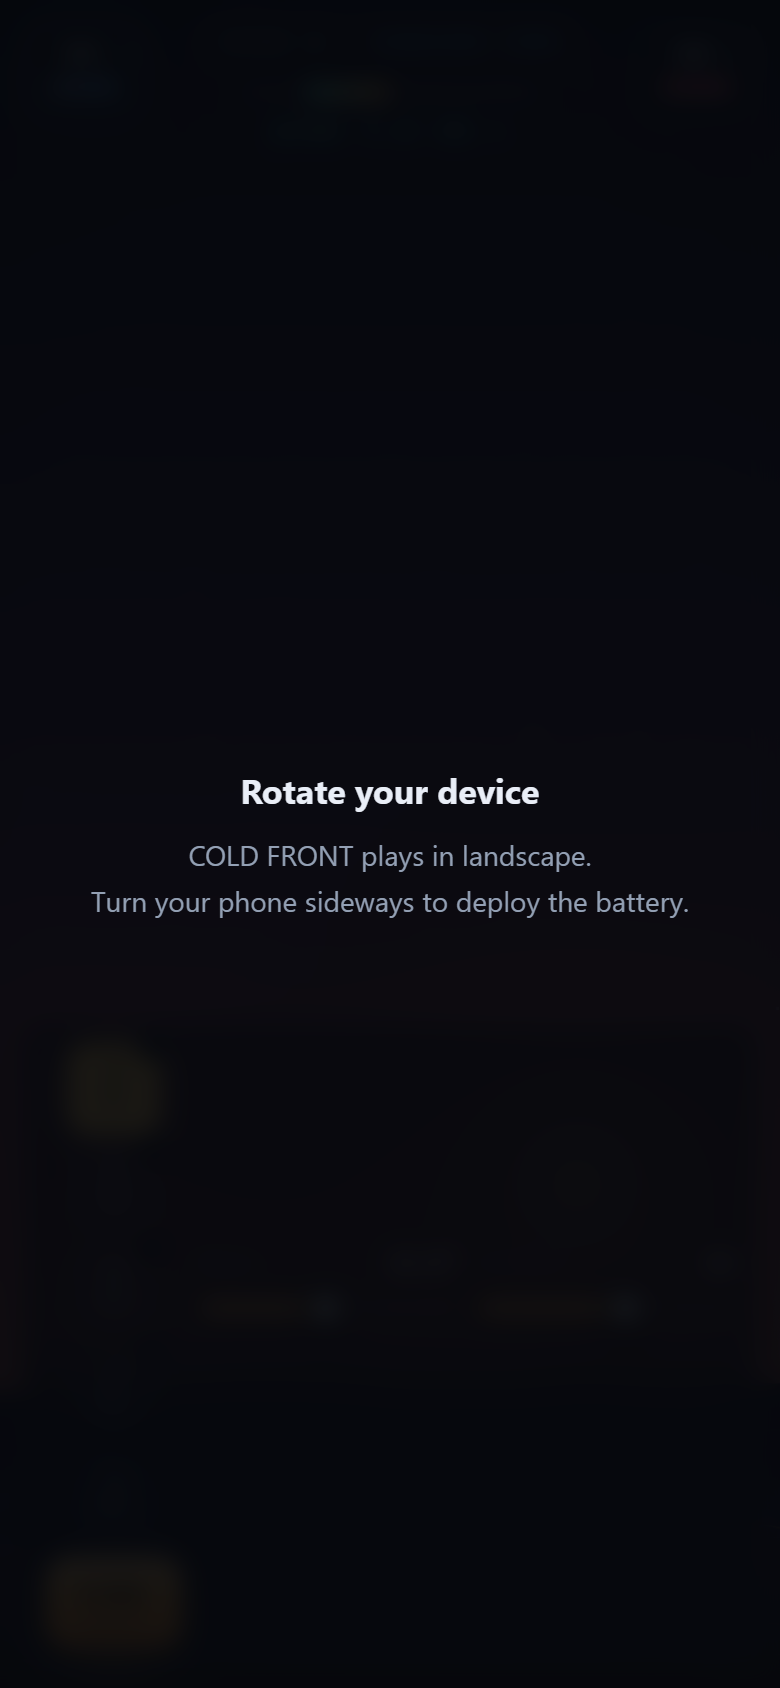 Rotate your device
COLD FRONT plays in landscape.
Turn your phone sideways to deploy the battery.